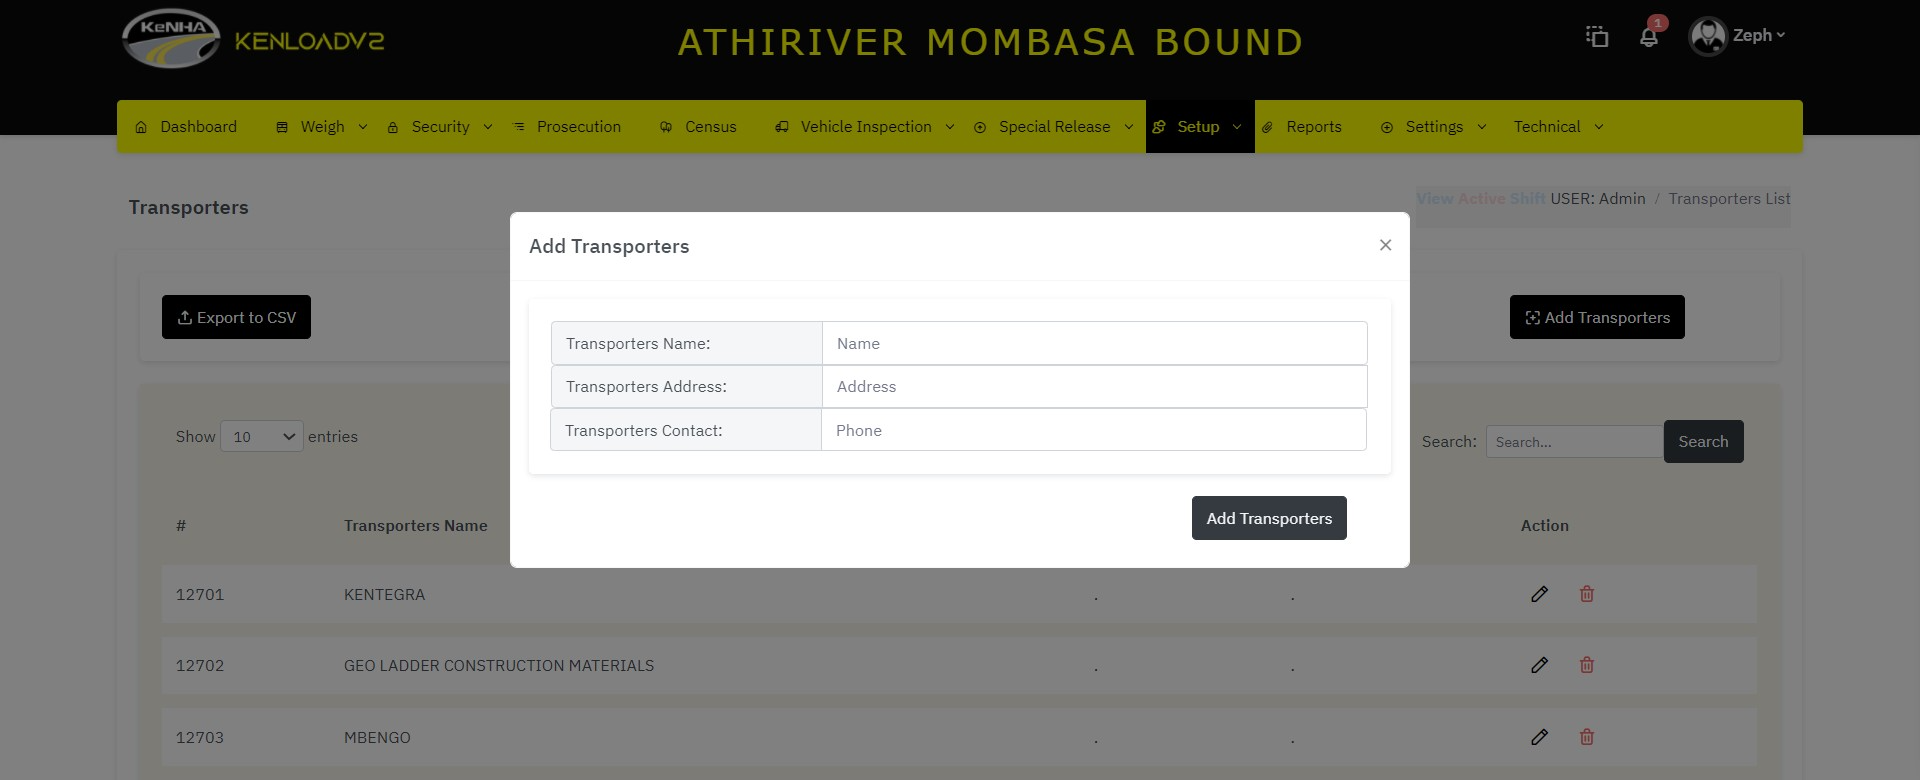 KeNHA KENLOADV2
ATHIRIVER MOMBASA BOUND
1
Zeph
Dashboard Weigh Security Prosecution Census Vehicle Inspection Special Release Setup Reports Settings Technical
Transporters
View Active Shift USER: Admin / Transporters List
Add Transporters ×
Export to CSV
Add Transporters
Transporters Name: Name
Transporters Address: Address
Transporters Contact: Phone
Add Transporters
Show 10 entries
Search: Search... Search
# Transporters Name Action
12701 KENTEGRA . .
12702 GEO LADDER CONSTRUCTION MATERIALS . .
12703 MBENGO . .